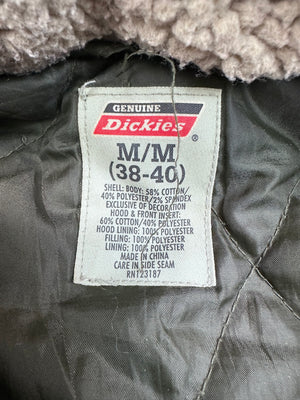 GENUINE
Dickies
®
M/M
(38-40)
SHELL: BODY: 58% COTTON/
40% POLYESTER/2% SPANDEX
EXCLUSIVE OF DECORATION
HOOD & FRONT INSERT:
60% COTTON/40% POLYESTER
HOOD LINING: 100% POLYESTER
FILLING: 100% POLYESTER
LINING: 100% POLYESTER
MADE IN CHINA
CARE IN SIDE SEAM
RNT23187